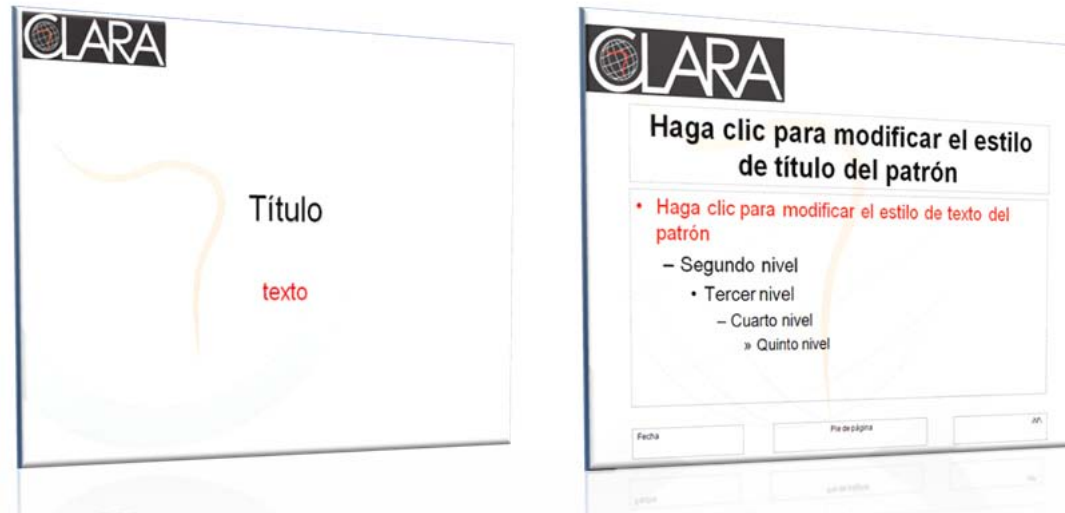 CLARA
Título
texto
CLARA
Haga clic para modificar el estilo
de título del patrón
• Haga clic para modificar el estilo de texto del
patrón
– Segundo nivel
• Tercer nivel
– Cuarto nivel
» Quinto nivel
Fecha
Pie de página